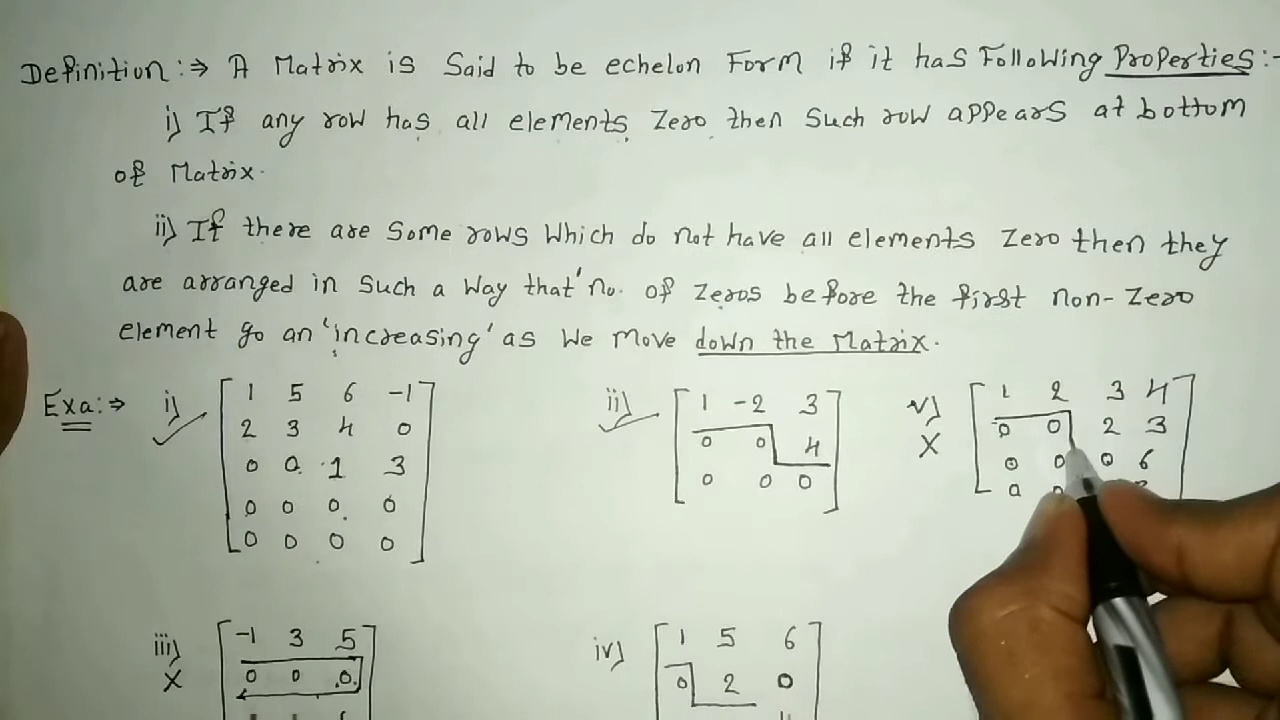 Definition:⇒ A Matrix is Said to be echelon Form if it has Following Properties:-
i) If any row has all elements Zero then Such row appears at bottom
of Matrix.
ii) If there are Some rows Which do not have all elements Zero then they
are arranged in Such a Way that 'no. of Zeros before the first non-Zero
element go an 'increasing' as We move down the Matrix.
Exa:⇒ i)
1 5 6 -1
2 3 4 0
0 0 1 3
0 0 0 0
0 0 0 0
ii)
1 -2 3
0 0 4
0 0 0
v) X
1 2 3 4
0 0 2 3
0 0 0 6
0
iii) X
-1 3 5
0 0 0
iv)
1 5 6
0 2 0